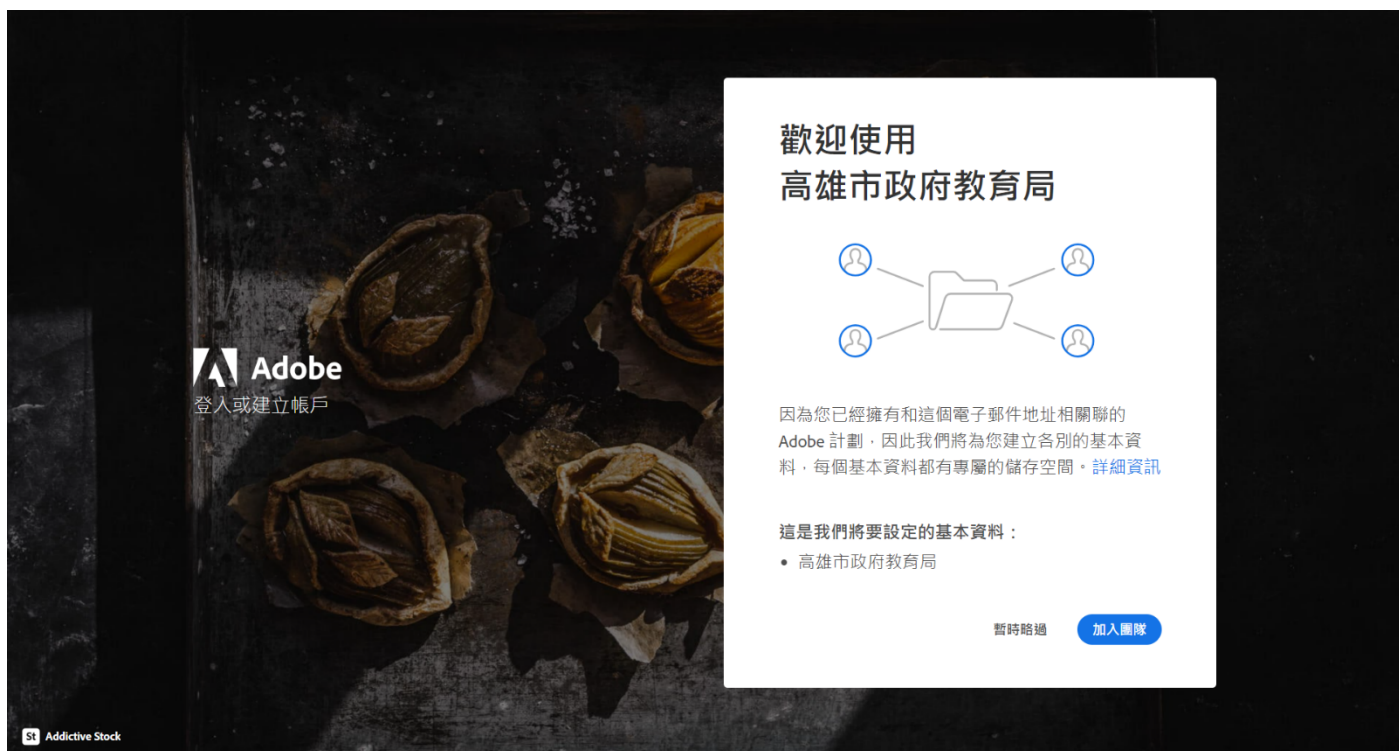 Adobe
登入或建立帳戶
歡迎使用
高雄市政府教育局
因為您已經擁有和這個電子郵件地址相關聯的
Adobe 計劃，因此我們將為您建立各別的基本資
料，每個基本資料都有專屬的儲存空間。詳細資訊
這是我們將要設定的基本資料：
• 高雄市政府教育局
暫時略過
加入團隊
St Addictive Stock